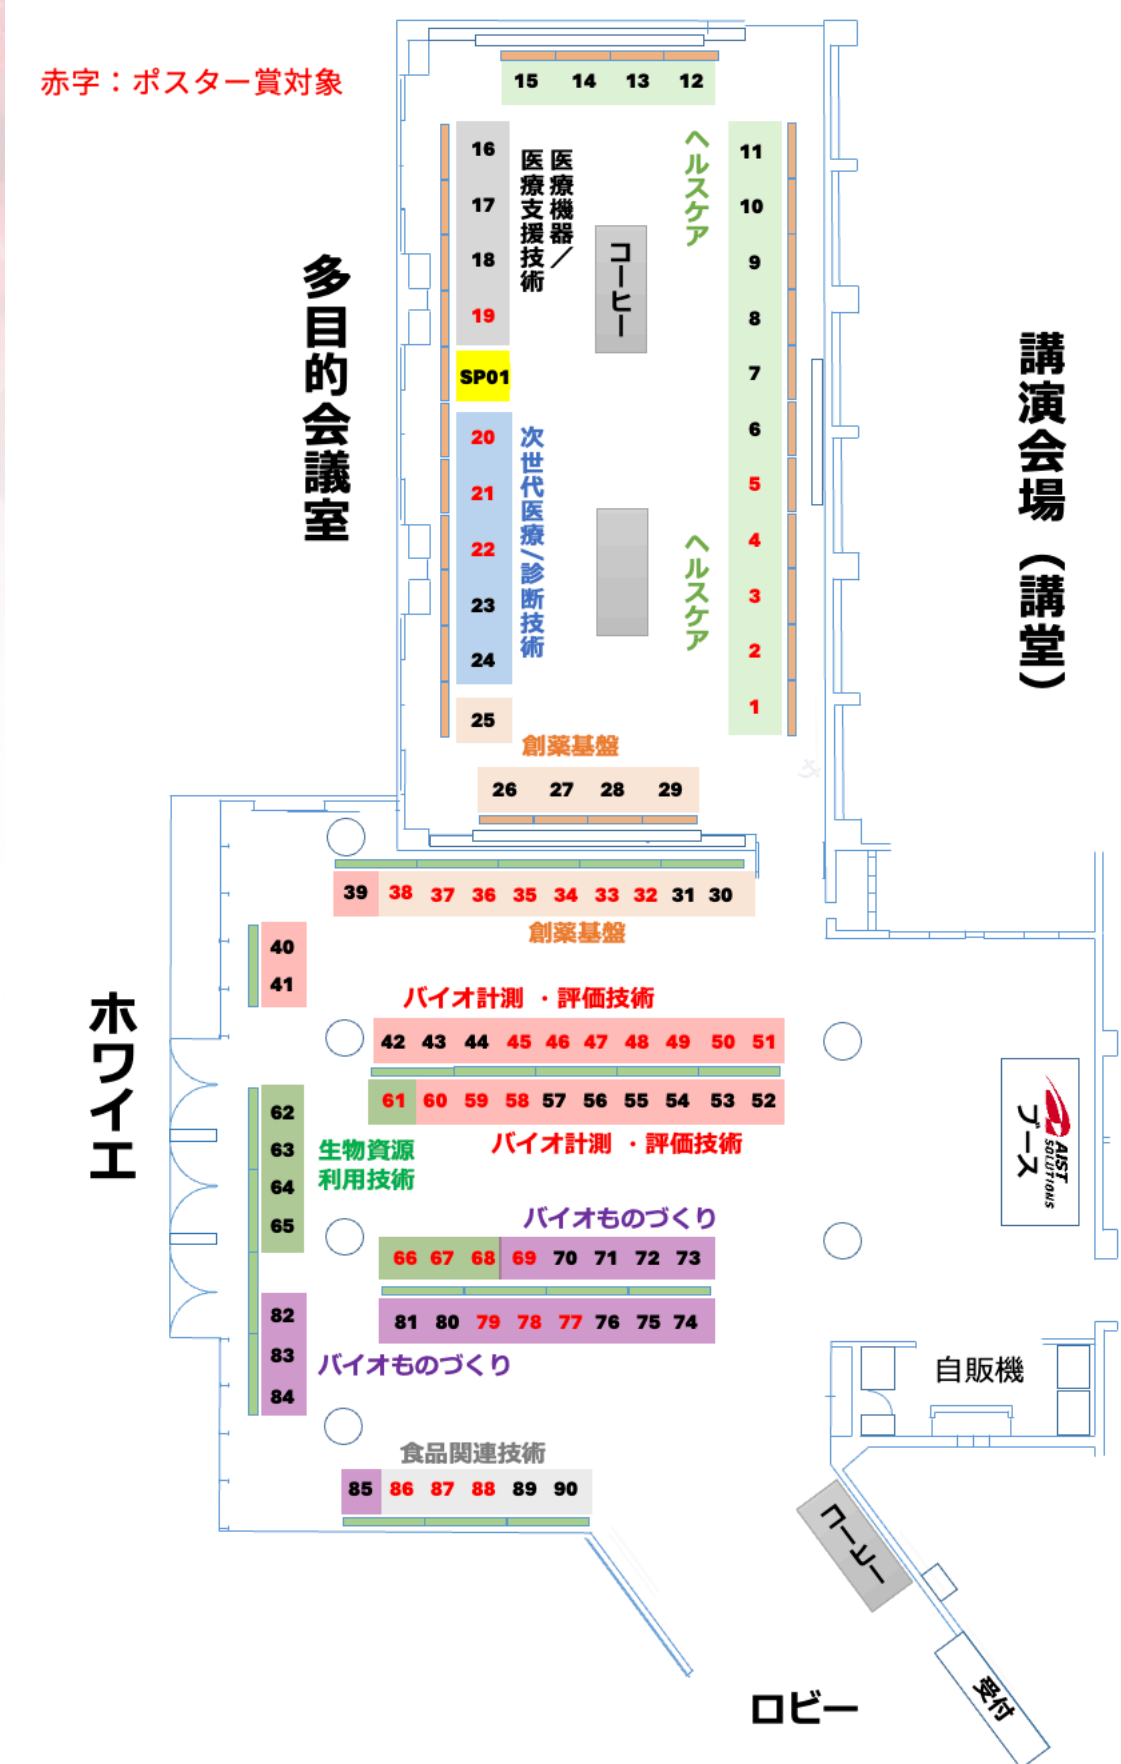 赤字：ポスター賞対象
15 14 13 12
16
17
18
19
医療機器／
医療支援技術
コーヒー
ヘルスケア
11
10
9
8
7
6
5
4
3
2
1
多目的会議室
SP01
20
21
22
23
24
次世代医療/診断技術
ヘルスケア
講演会場（講堂）
25
創薬基盤
26 27 28 29
39 38 37 36 35 34 33 32 31 30
創薬基盤
40
41
ホワイエ
バイオ計測・評価技術
42 43 44 45 46 47 48 49 50 51
61 60 59 58 57 56 55 54 53 52
バイオ計測・評価技術
AIST
SOLUTIONS
ブース
62
63
64
65
生物資源
利用技術
バイオものづくり
66 67 68 69 70 71 72 73
81 80 79 78 77 76 75 74
82
83
84
バイオものづくり
自販機
食品関連技術
85 86 87 88 89 90
コーヒー
受付
ロビー